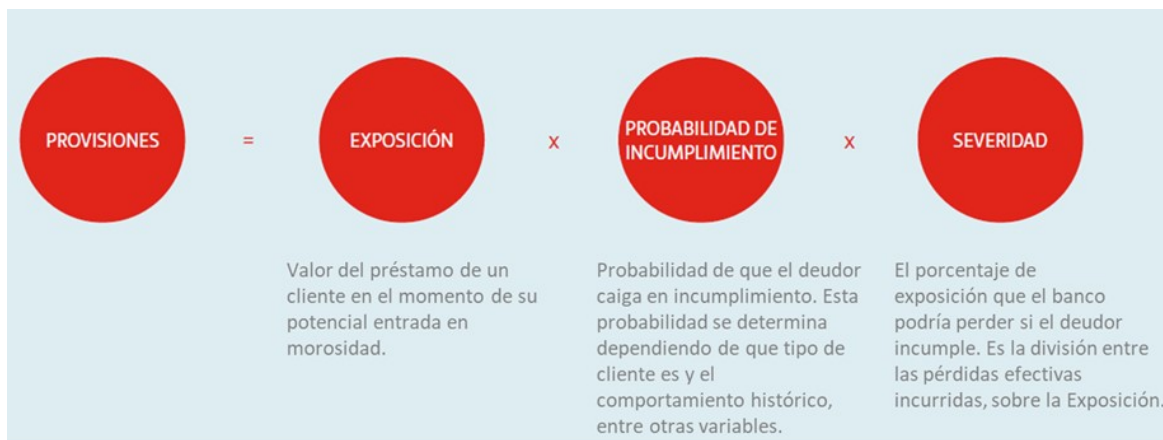 PROVISIONES
=
EXPOSICIÓN
x
PROBABILIDAD DE
INCUMPLIMIENTO
x
SEVERIDAD
Valor del préstamo de un
cliente en el momento de su
potencial entrada en
morosidad.
Probabilidad de que el deudor
caiga en incumplimiento. Esta
probabilidad se determina
dependiendo de que tipo de
cliente es y el
comportamiento histórico,
entre otras variables.
El porcentaje de
exposición que el banco
podría perder si el deudor
incumple. Es la división entre
las pérdidas efectivas
incurridas, sobre la Exposición.